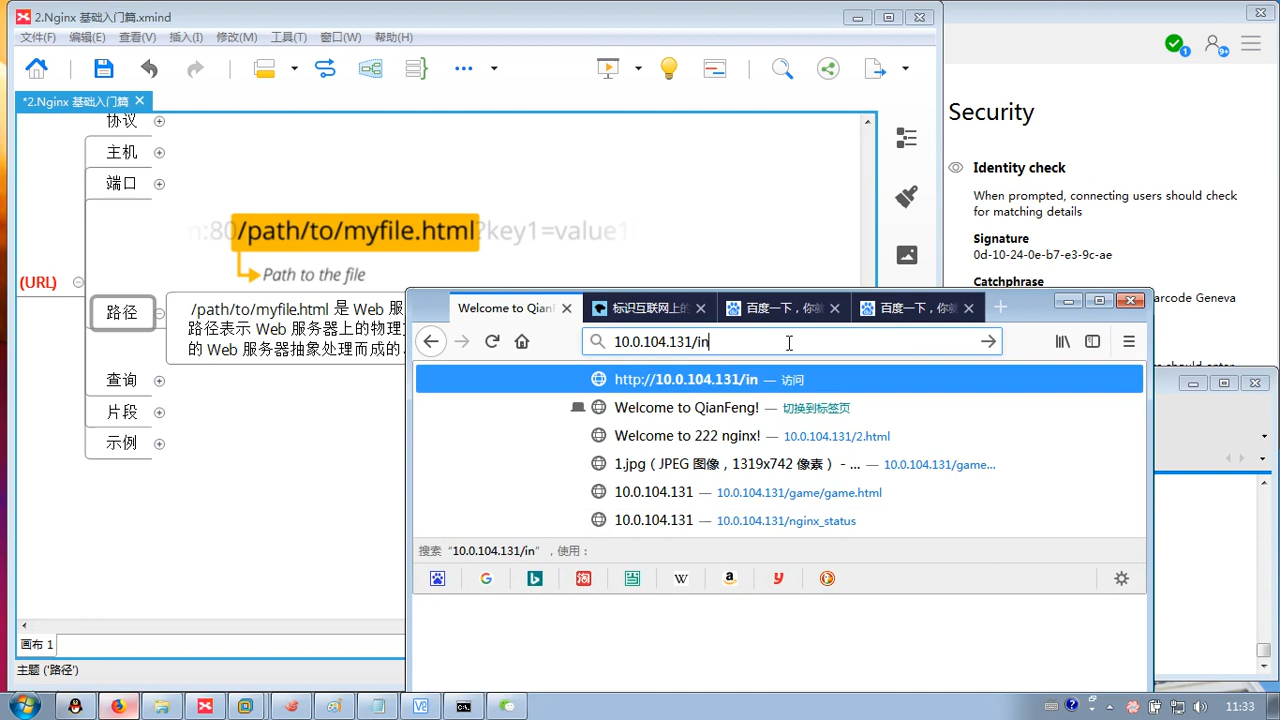 2.Nginx 基础入门篇.xmind
文件(F) 编辑(E) 查看(V) 插入(I) 修改(M) 工具(T) 窗口(W) 帮助(H)
*2.Nginx 基础入门篇
协议
主机
端口
m:80/path/to/myfile.html?key1=value1
Path to the file
(URL)
路径
/path/to/myfile.html 是 Web 服
路径表示 Web 服务器上的物理
的 Web 服务器抽象处理而成的
查询
片段
示例
画布 1
主题 ('路径')
1
9+
Security
Identity check
When prompted, connecting users should check
for matching details
Signature
0d-10-24-0e-b7-e3-9c-ae
Catchphrase
arcode Geneva
Welcome to QianF
标识互联网上的
百度一下，你就
百度一下，你就
10.0.104.131/in
http://10.0.104.131/in — 访问
Welcome to QianFeng! — 切换到标签页
Welcome to 222 nginx! — 10.0.104.131/2.html
1.jpg（JPEG 图像，1319x742 像素）- ... — 10.0.104.131/game...
10.0.104.131 — 10.0.104.131/game/game.html
10.0.104.131 — 10.0.104.131/nginx_status
搜索 “10.0.104.131/in” ，使用：
11:33